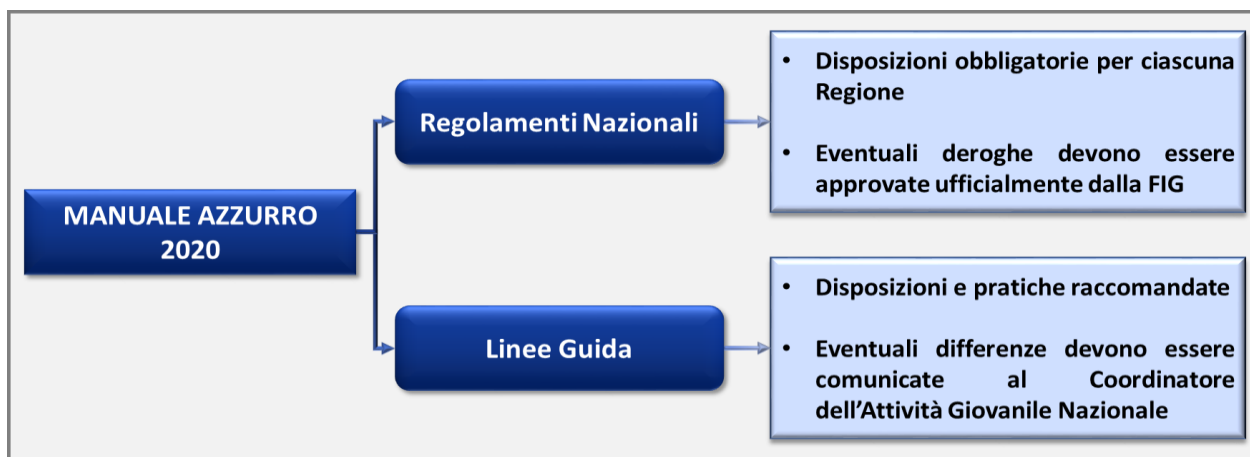 MANUALE AZZURRO
2020
Regolamenti Nazionali
• Disposizioni obbligatorie per ciascuna
Regione
• Eventuali deroghe devono essere
approvate ufficialmente dalla FIG
Linee Guida
• Disposizioni e pratiche raccomandate
• Eventuali differenze devono essere
comunicate al Coordinatore
dell'Attività Giovanile Nazionale